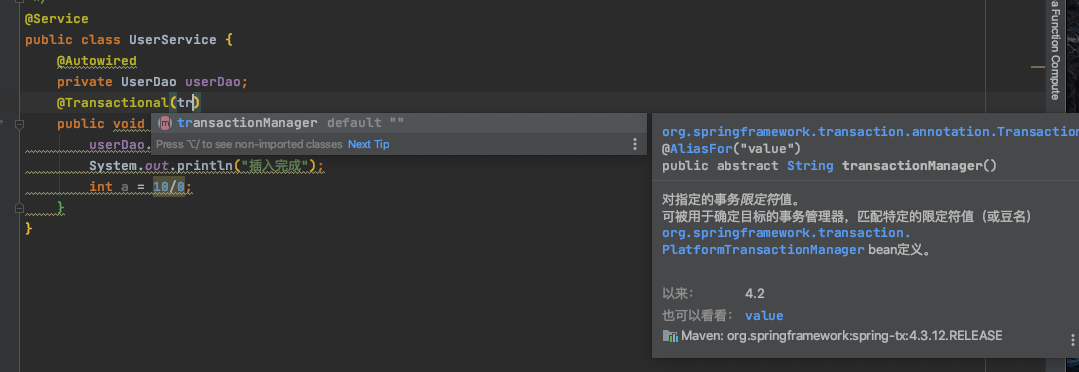 @Service
public class UserService {
@Autowired
private UserDao userDao;
@Transactional(tr)
public void
transactionManager default ""
Press ⌥/ to see non-imported classes Next Tip
userDao.
System.out.println("插入完成");
int a = 10/0;
}
}
org.springframework.transaction.annotation.Transaction
@AliasFor("value")
public abstract String transactionManager()
对指定的事务限定符值。
可被用于确定目标的事务管理器，匹配特定的限定符值（或豆名）
org.springframework.transaction.
PlatformTransactionManager bean定义。
以来： 4.2
也可以看看： value
Maven: org.springframework:spring-tx:4.3.12.RELEASE
a Function Compute